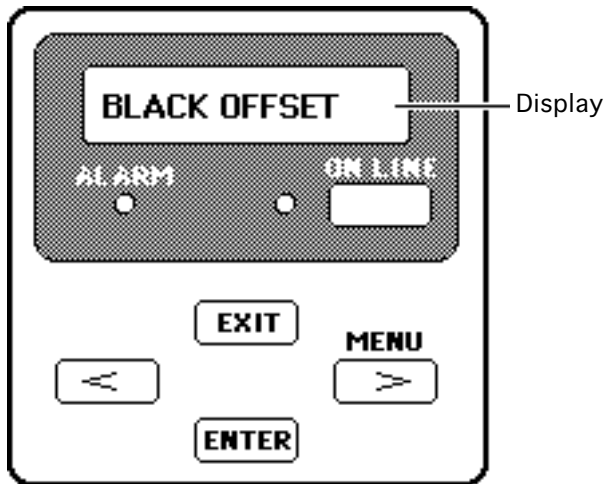 BLACK OFFSET
Display
ALARM
ON LINE
EXIT
MENU
<
>
ENTER